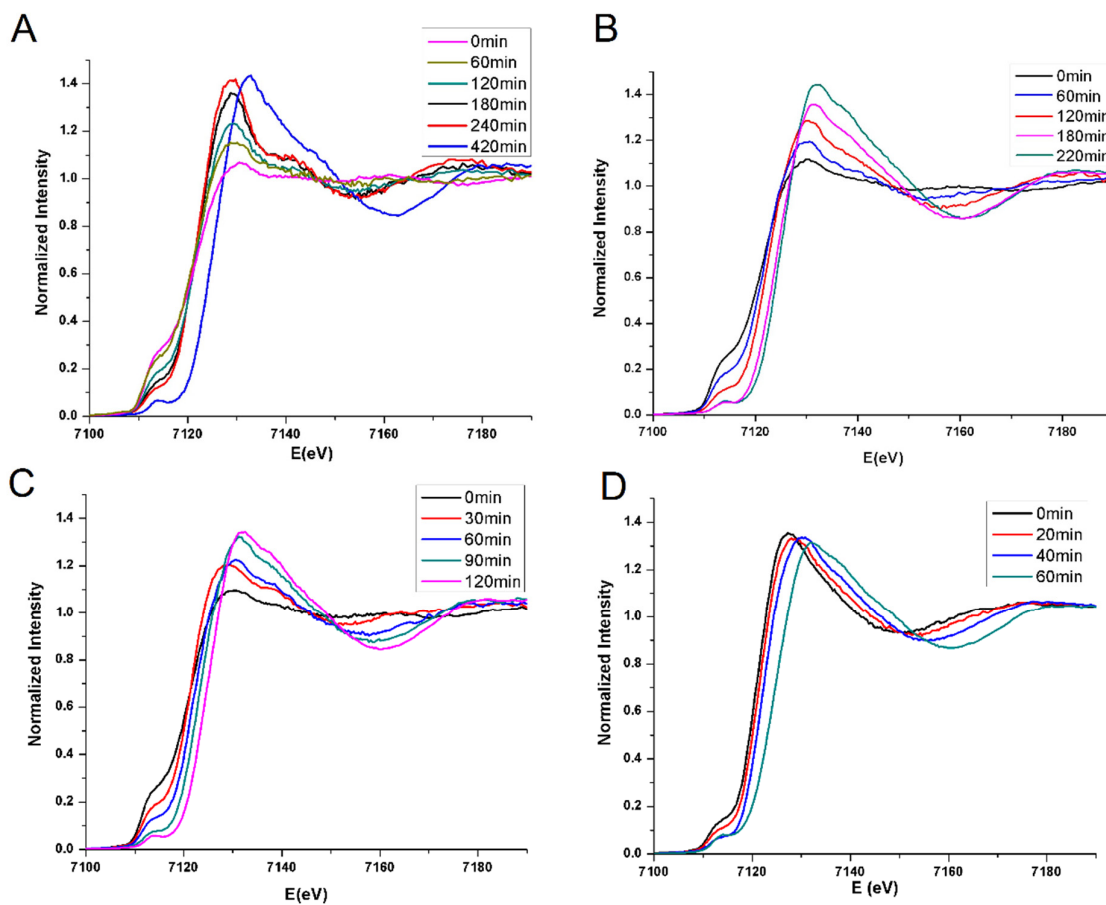 A
0min
60min
120min
180min
240min
420min
Normalized Intensity
1.4
1.2
1.0
0.8
0.6
0.4
0.2
0.0
7100
7120
7140
7160
7180
E(eV)
B
0min
60min
120min
180min
220min
Normalized Intensity
1.4
1.2
1.0
0.8
0.6
0.4
0.2
0.0
7100
7120
7140
7160
7180
E(eV)
C
0min
30min
60min
90min
120min
Normalized Intensity
1.4
1.2
1.0
0.8
0.6
0.4
0.2
0.0
7100
7120
7140
7160
7180
E(eV)
D
0min
20min
40min
60min
Normalized Intensity
1.4
1.2
1.0
0.8
0.6
0.4
0.2
0.0
7100
7120
7140
7160
7180
E (eV)